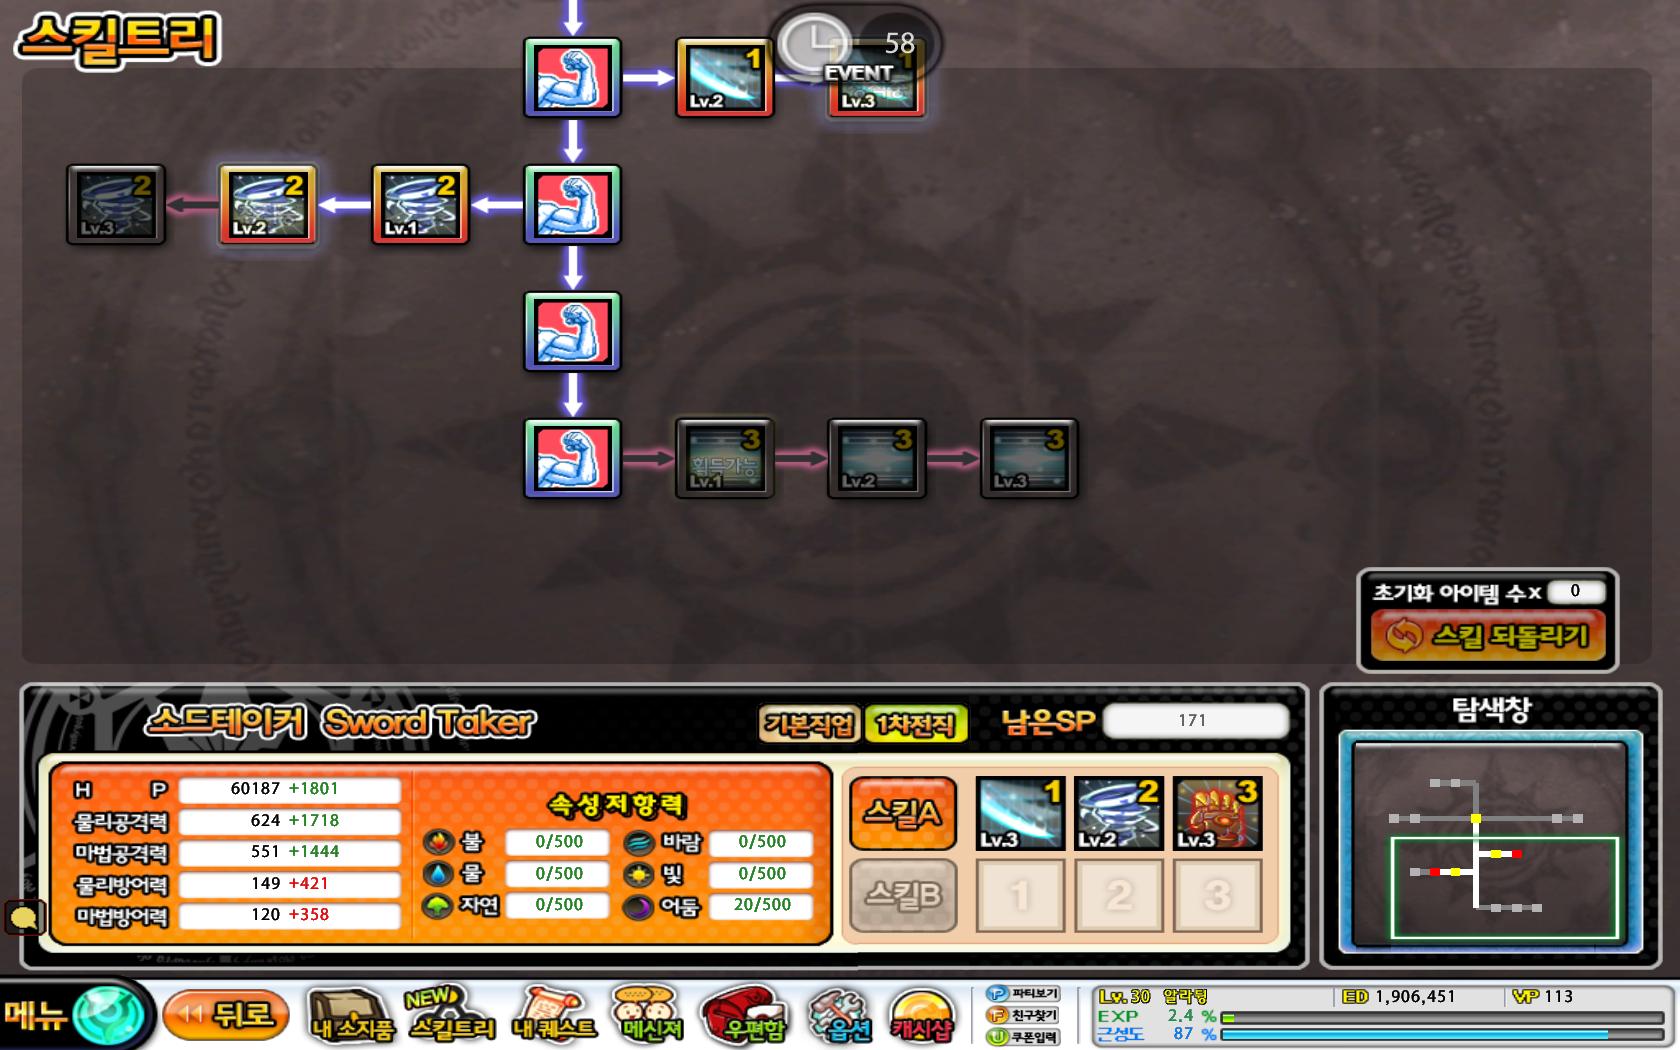 스킬트리
58
EVENT
1
Lv.2
1
Lv.3
2
Lv.3
2
Lv.2
2
Lv.1
3
획득가능
Lv.1
3
Lv.2
3
Lv.3
초기화 아이템 수 x 0
스킬 되돌리기
소드테이커 Sword Taker
기본직업
1차전직
남은SP 171
탐색창
H P 60187 +1801
물리공격력 624 +1718
마법공격력 551 +1444
물리방어력 149 +421
마법방어력 120 +358
속성저항력
불 0/500
바람 0/500
물 0/500
빛 0/500
자연 0/500
어둠 20/500
스킬A
1
Lv.3
2
Lv.2
3
Lv.3
스킬B
1
2
3
메뉴
뒤로
내 소지품
NEW
스킬트리
내 퀘스트
메신져
우편함
옵션
캐시샵
P 파티보기
F 친구찾기
U 쿠폰입력
Lv. 30 알라팅
ED 1,906,451
VP 113
EXP 2.4 %
근성도 87 %